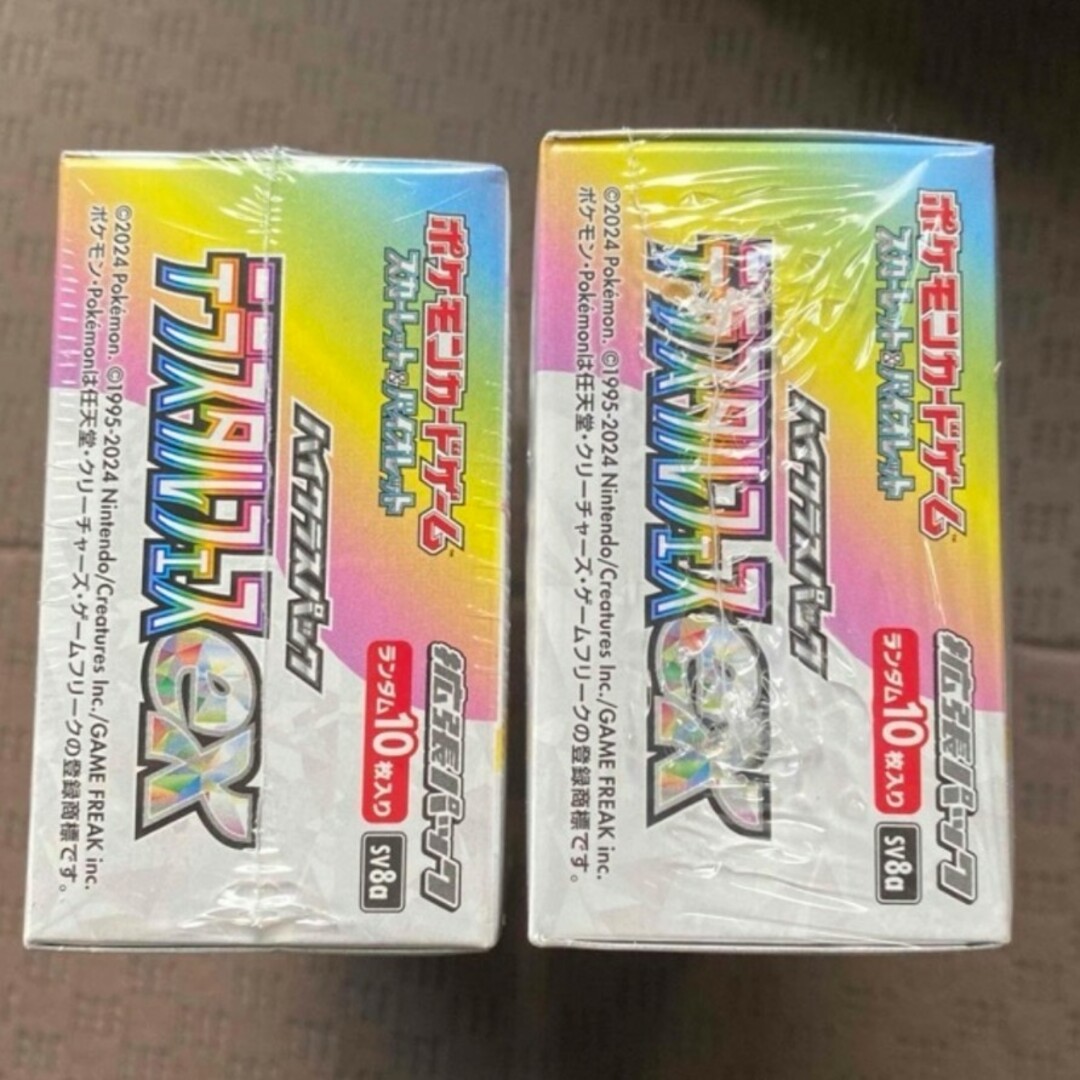 ポケモンカードゲーム
スカーレット&バイオレット
拡張パック
ハイクラスパック
ランダム10枚入り
SV8a
テラスタルフェスex
©2024 Pokémon. ©1995-2024 Nintendo/Creatures Inc./GAME FREAK inc.
ポケモン・Pokémonは任天堂・クリーチャーズ・ゲームフリークの登録商標です。
ポケモンカードゲーム
スカーレット&バイオレット
拡張パック
ハイクラスパック
ランダム10枚入り
SV8a
テラスタルフェスex
©2024 Pokémon. ©1995-2024 Nintendo/Creatures Inc./GAME FREAK inc.
ポケモン・Pokémonは任天堂・クリーチャーズ・ゲームフリークの登録商標です。